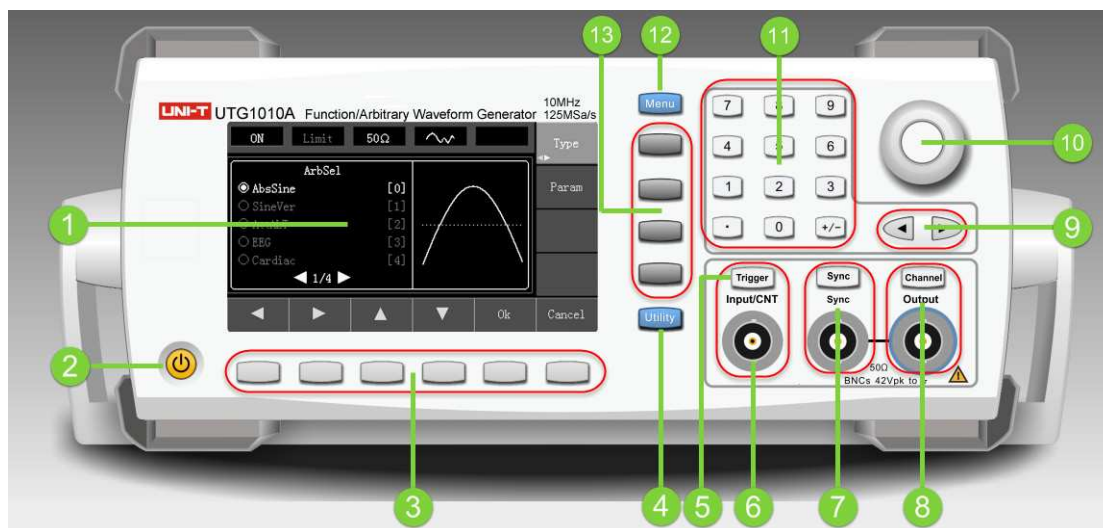 13
12
11
UNI-T UTG1010A Function/Arbitrary Waveform Generator
10MHz
125MSa/s
Menu
7
9
4
6
1
2
3
.
0
+/-
10
ON Limit 50Ω
Type
ArbSel
AbsSine [0]
SineVer [1]
[2]
EEG [3]
Cardiac [4]
1/4
Param
Ok Cancel
1
9
Trigger
Input/CNT
Sync
Sync
Channel
Output
Utility
50Ω
BNCs 42Vpk to
2
3
4
5
6
7
8